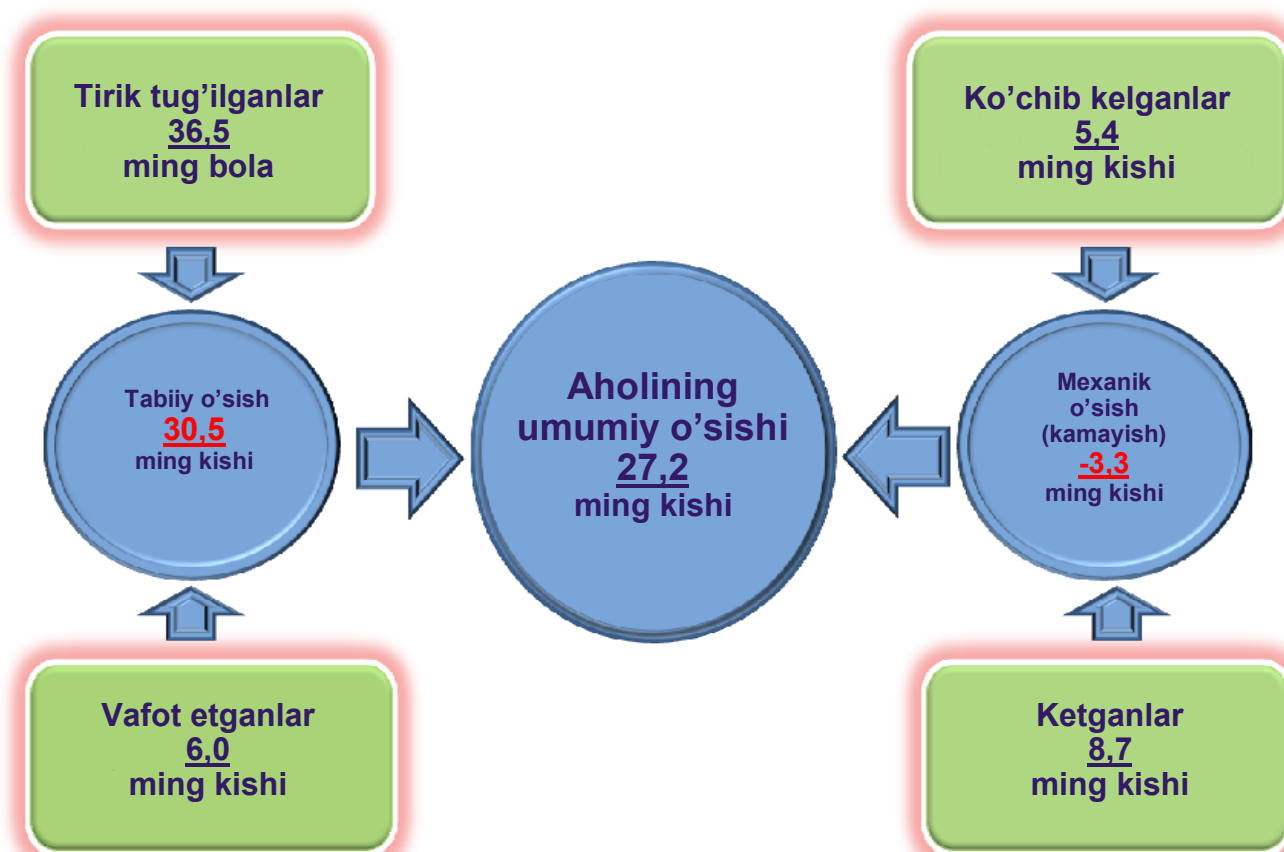 Tirik tug’ilganlar
36,5
ming bola
Ko’chib kelganlar
5,4
ming kishi
Tabiiy o’sish
30,5
ming kishi
Aholining
umumiy o’sishi
27,2
ming kishi
Mexanik
o’sish
(kamayish)
-3,3
ming kishi
Vafot etganlar
6,0
ming kishi
Ketganlar
8,7
ming kishi